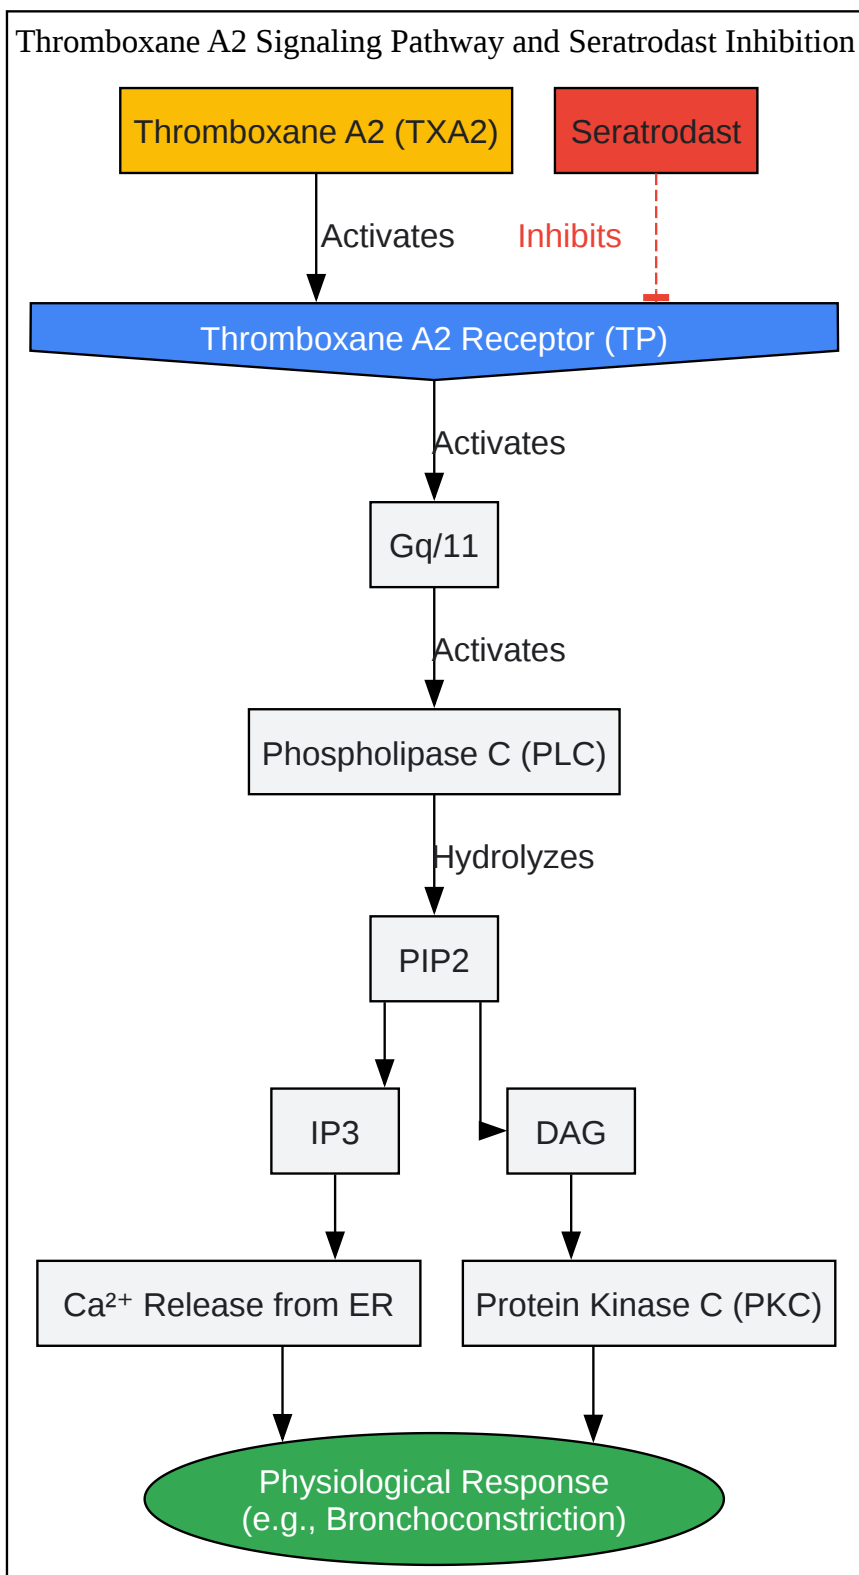 Thromboxane A2 Signaling Pathway and Seratrodast Inhibition
Thromboxane A2 (TXA2)
Seratrodast
Activates
Inhibits
Thromboxane A2 Receptor (TP)
Activates
Gq/11
Activates
Phospholipase C (PLC)
Hydrolyzes
PIP2
IP3
DAG
Ca²⁺ Release from ER
Protein Kinase C (PKC)
Physiological Response
(e.g., Bronchoconstriction)